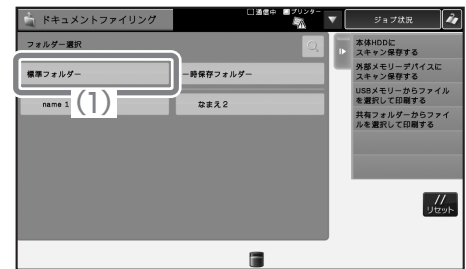 ドキュメントファイリング
通信中
プリンター
ジョブ状況
フォルダー選択
標準フォルダー
一時保存フォルダー
name 1
なまえ2
(1)
本体HDDに
スキャン保存する
外部メモリーデバイスに
スキャン保存する
USBメモリーからファイル
を選択して印刷する
共有フォルダーからファイ
ルを選択して印刷する
リセット